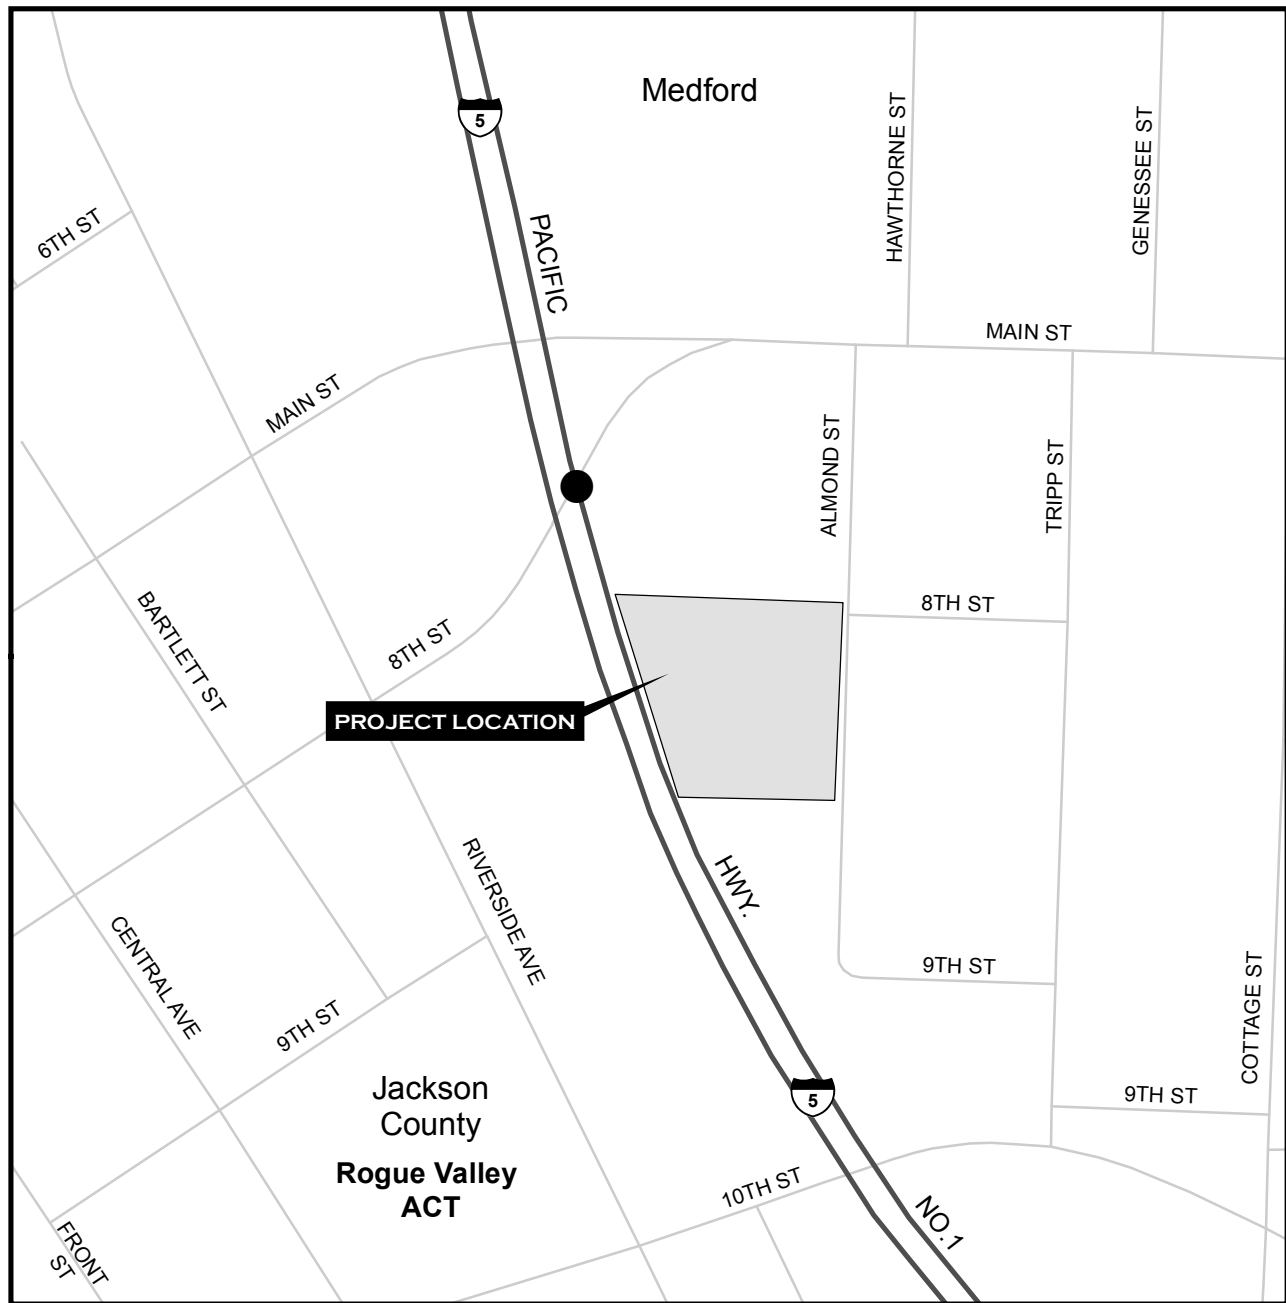 Medford
5
HAWTHORNE ST
GENESSEE ST
6TH ST
PACIFIC
MAIN ST
MAIN ST
ALMOND ST
TRIPP ST
8TH ST
BARTLETT ST
8TH ST
PROJECT LOCATION
RIVERSIDE AVE
HWY.
CENTRAL AVE
9TH ST
COTTAGE ST
9TH ST
Jackson
County
5
9TH ST
Rogue Valley
ACT
10TH ST
NO.1
FRONT
ST